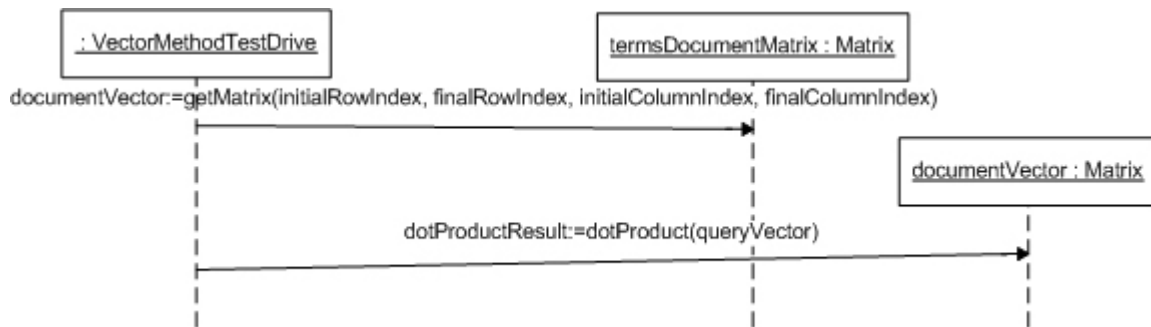 : VectorMethodTestDrive
termsDocumentMatrix : Matrix
documentVector:=getMatrix(initialRowIndex, finalRowIndex, initialColumnIndex, finalColumnIndex)
documentVector : Matrix
dotProductResult:=dotProduct(queryVector)